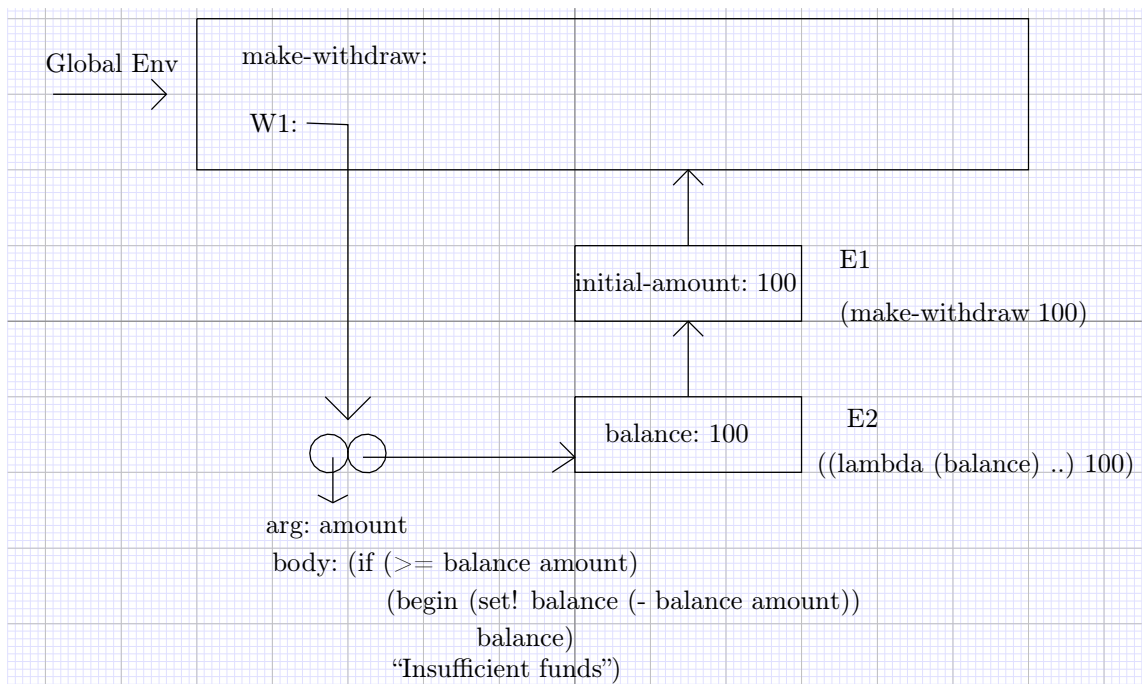 Global Env
make-withdraw:
W1:
initial-amount: 100
E1
(make-withdraw 100)
balance: 100
E2
((lambda (balance) ..) 100)
arg: amount
body: (if (>= balance amount)
(begin (set! balance (- balance amount))
balance)
“Insufficient funds”)